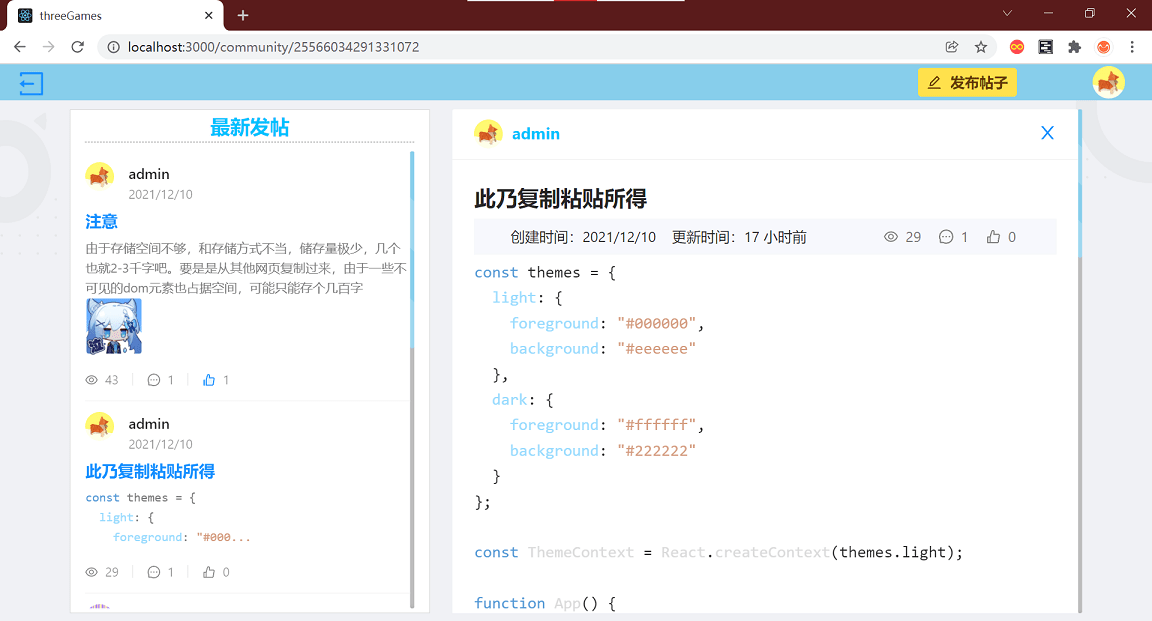 threeGames
localhost:3000/community/25566034291331072
发布帖子
最新发帖
admin
2021/12/10
注意
由于存储空间不够，和存储方式不当，储存量极少，几个
也就2-3千字吧。要是是从其他网页复制过来，由于一些不
可见的dom元素也占据空间，可能只能存个几百字
43 1 1
admin
2021/12/10
此乃复制粘贴所得
const themes = {
light: {
foreground: "#000...
29 1 0
admin
此乃复制粘贴所得
创建时间：2021/12/10 更新时间：17 小时前 29 1 0
const themes = {
light: {
foreground: "#000000",
background: "#eeeeee"
},
dark: {
foreground: "#ffffff",
background: "#222222"
}
};
const ThemeContext = React.createContext(themes.light);
function App() {